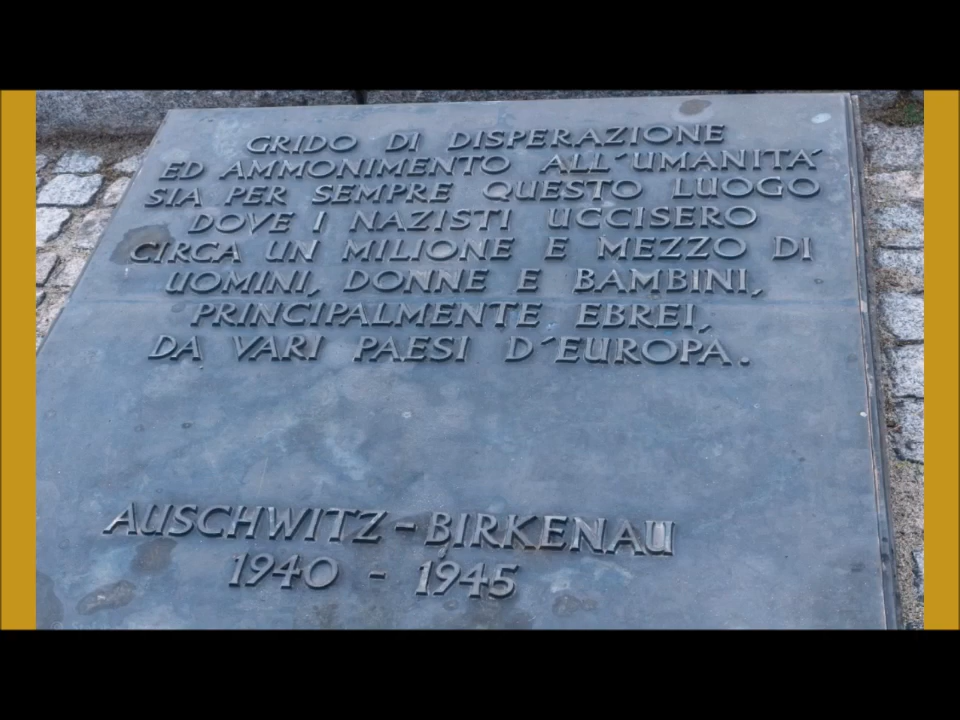 GRIDO DI DISPERAZIONE
ED AMMONIMENTO ALL´UMANITA´
SIA PER SEMPRE QUESTO LUOGO
DOVE I NAZISTI UCCISERO
CIRCA UN MILIONE E MEZZO DI
UOMINI, DONNE E BAMBINI,
PRINCIPALMENTE EBREI,
DA VARI PAESI D´EUROPA.
AUSCHWITZ-BIRKENAU
1940 - 1945